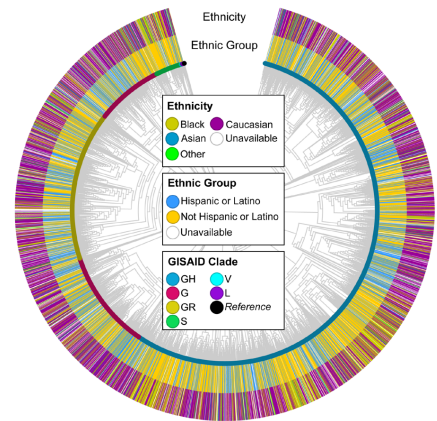 Ethnicity
Ethnic Group
Ethnicity
Black Caucasian
Asian Unavailable
Other
Ethnic Group
Hispanic or Latino
Not Hispanic or Latino
Unavailable
GISAID Clade
GH V
G L
GR Reference
S